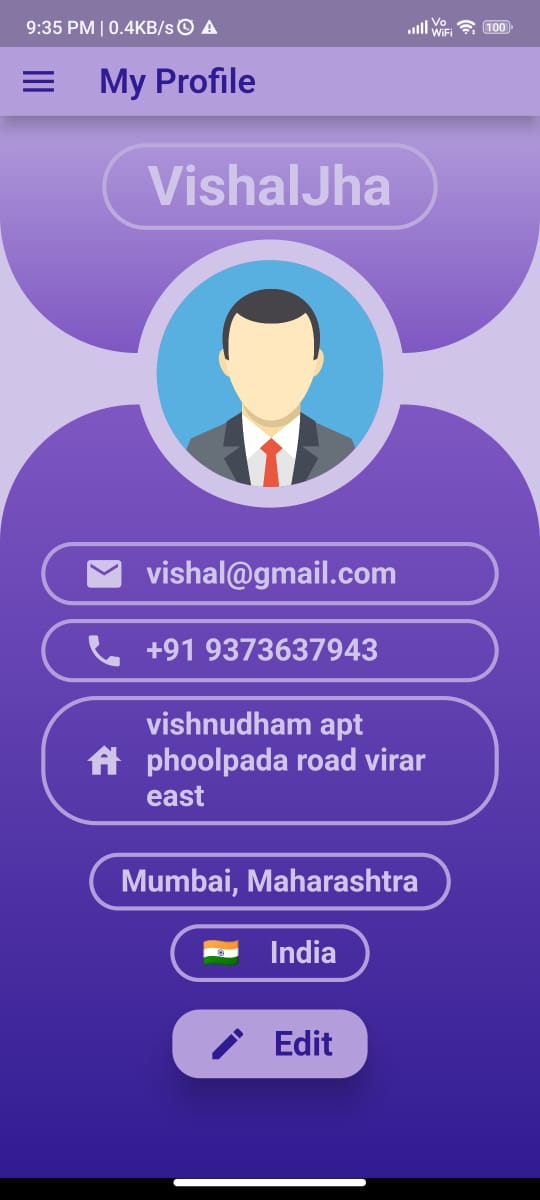 9:35 PM | 0.4KB/s
Vo
WiFi
100
My Profile
VishalJha
vishal@gmail.com
+91 9373637943
vishnudham apt
phoolpada road virar
east
Mumbai, Maharashtra
India
Edit